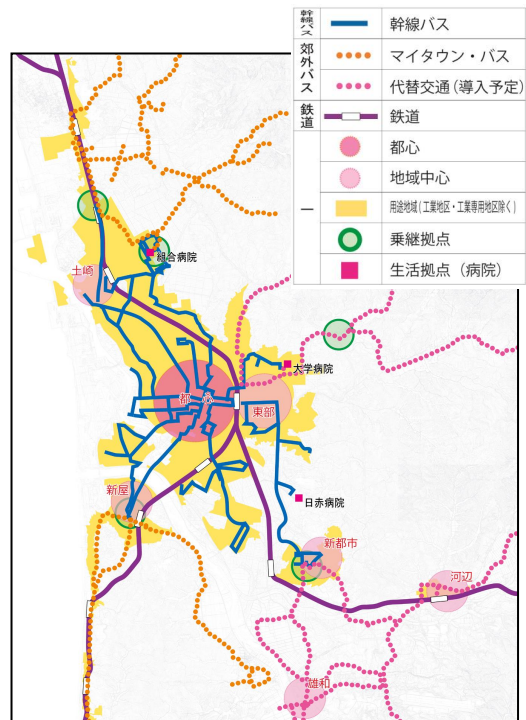 幹線バス
幹線バス
郊外バス
マイタウン・バス
代替交通(導入予定)
鉄道
鉄道
都心
地域中心
一
用途地域(工業地区・工業専用地区除く)
乗継拠点
生活拠点(病院)
組合病院
土崎
大学病院
都心
東部
新屋
日赤病院
新都市
河辺
雄和